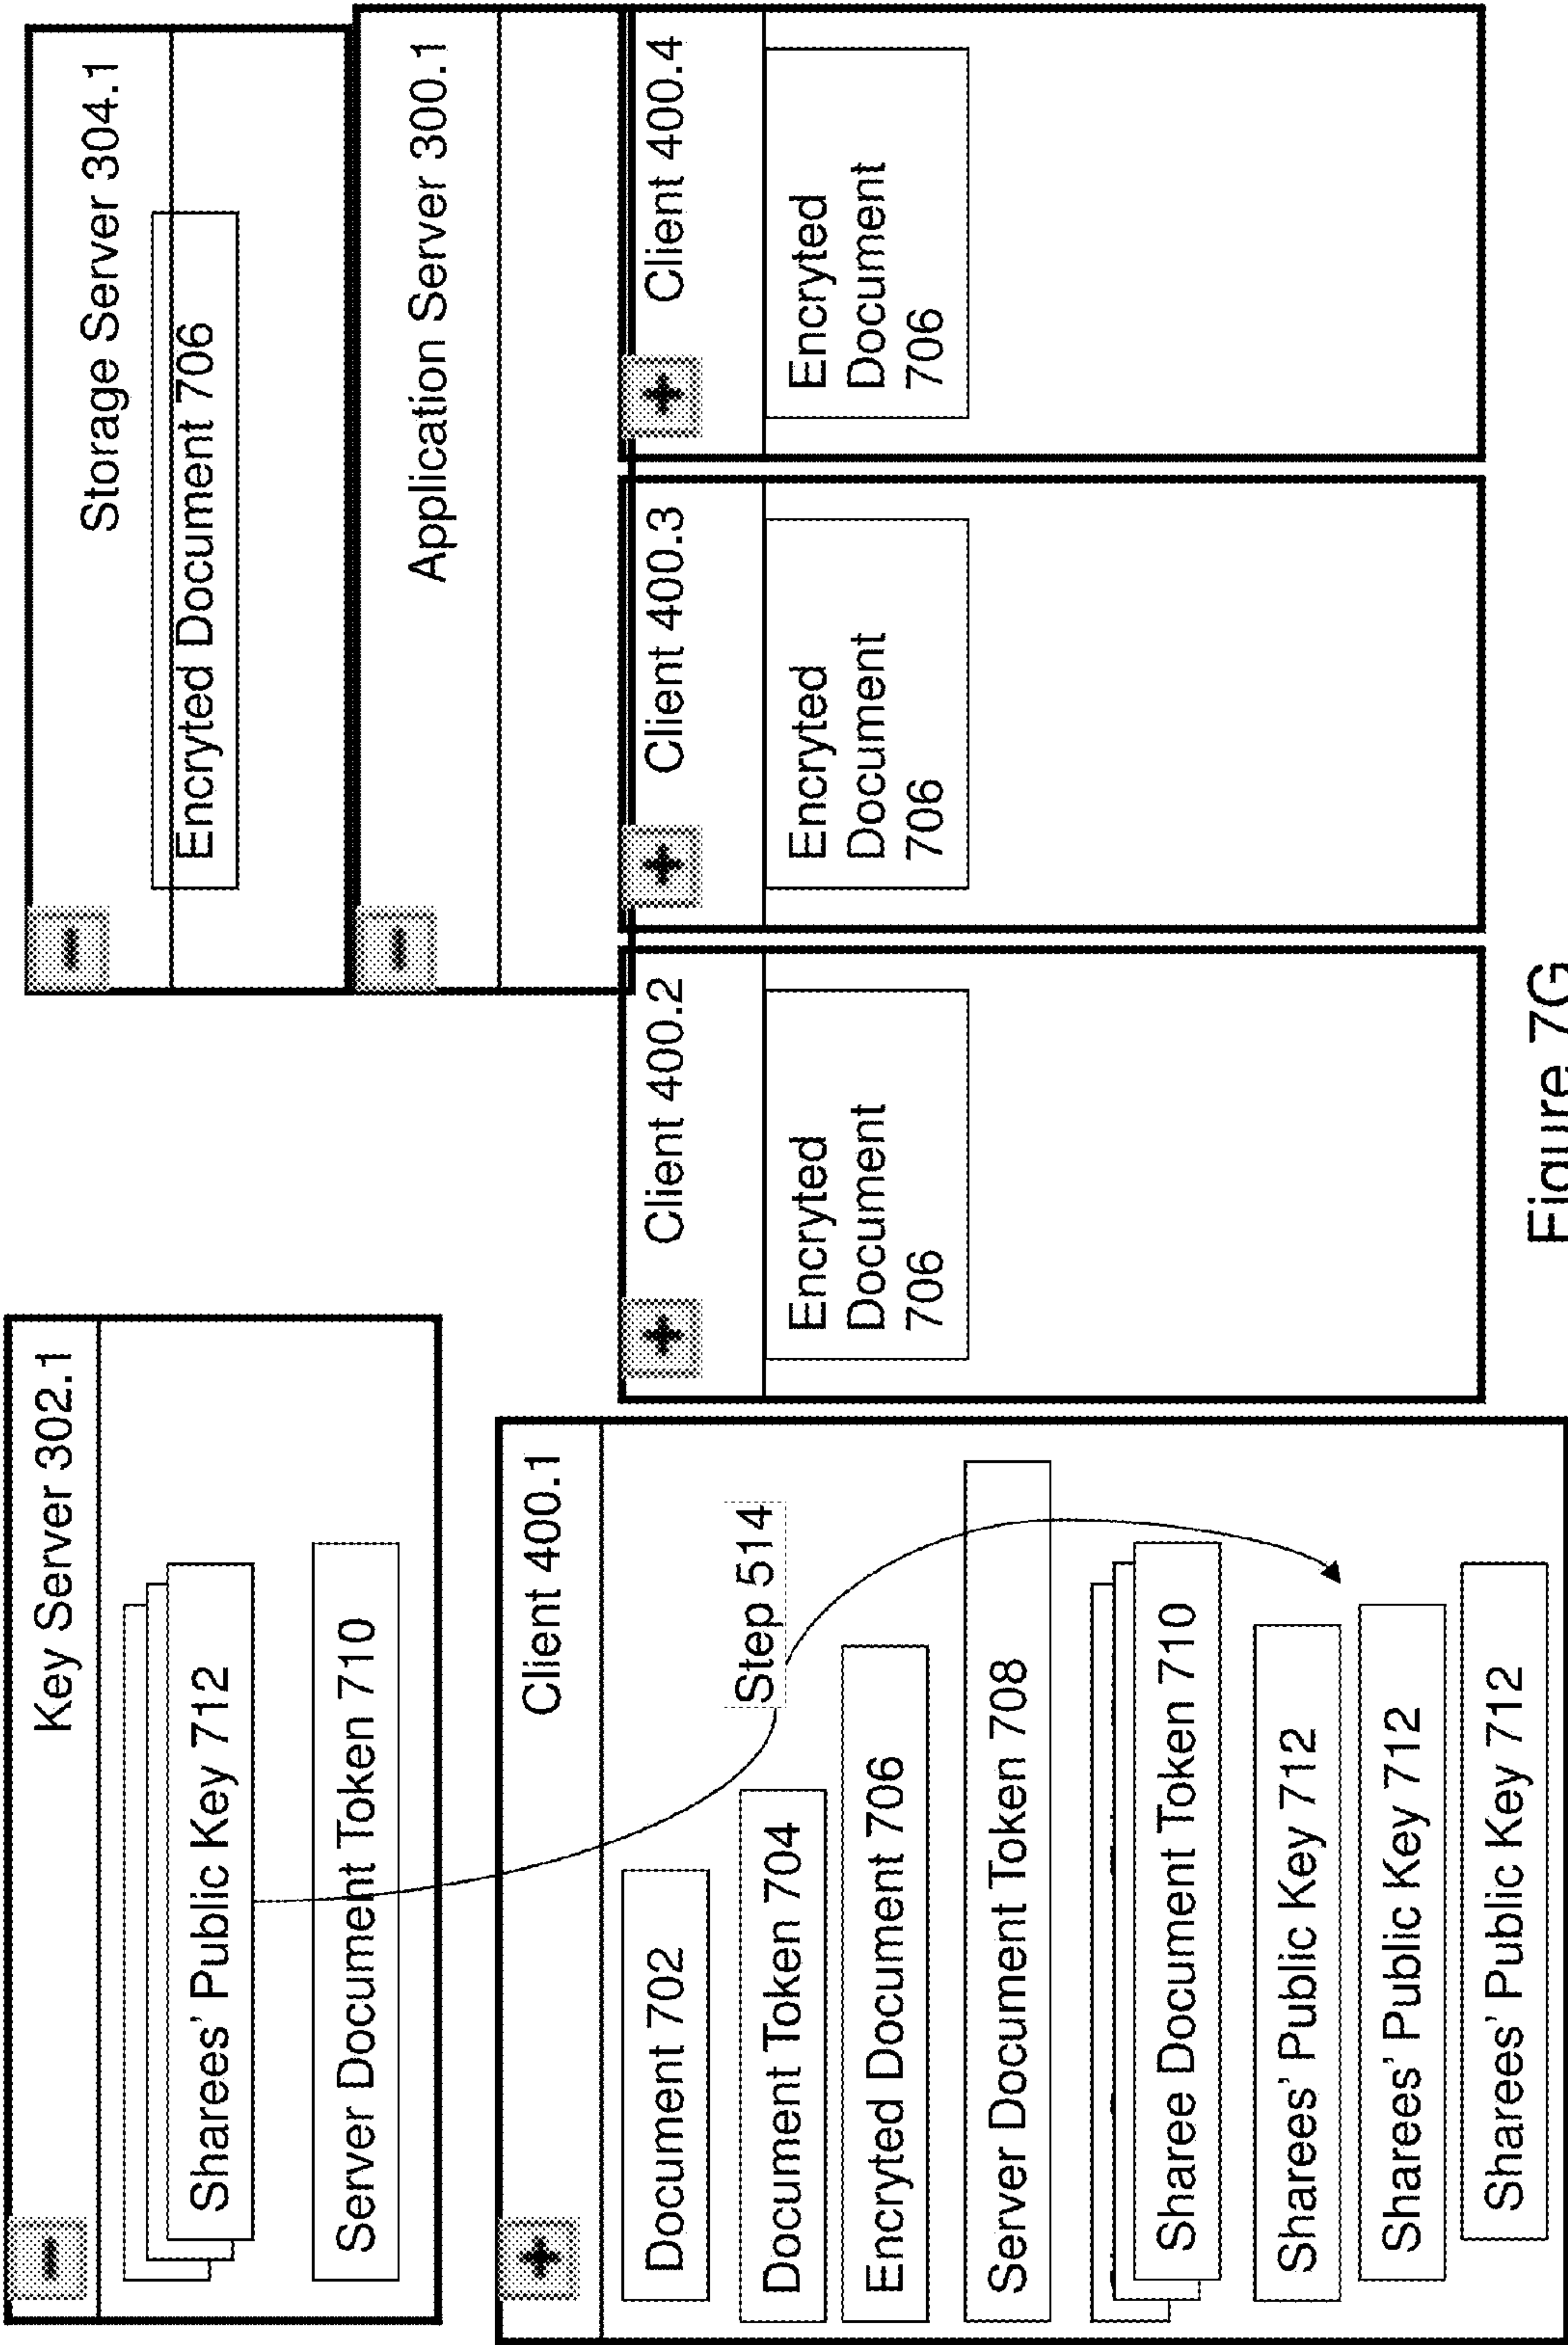 Key Server 302.1
Sharees' Public Key 712
Server Document Token 710
Storage Server 304.1
Encryted Document 706
Application Server 300.1
Client 400.1
Document 702
Document Token 704
Step 514
Encryted Document 706
Server Document Token 708
Sharee Document Token 710
Sharees' Public Key 712
Sharees' Public Key 712
Sharees' Public Key 712
Client 400.2
Encryted
Document
706
Client 400.3
Encryted
Document
706
Client 400.4
Encryted
Document
706
Figure 7G